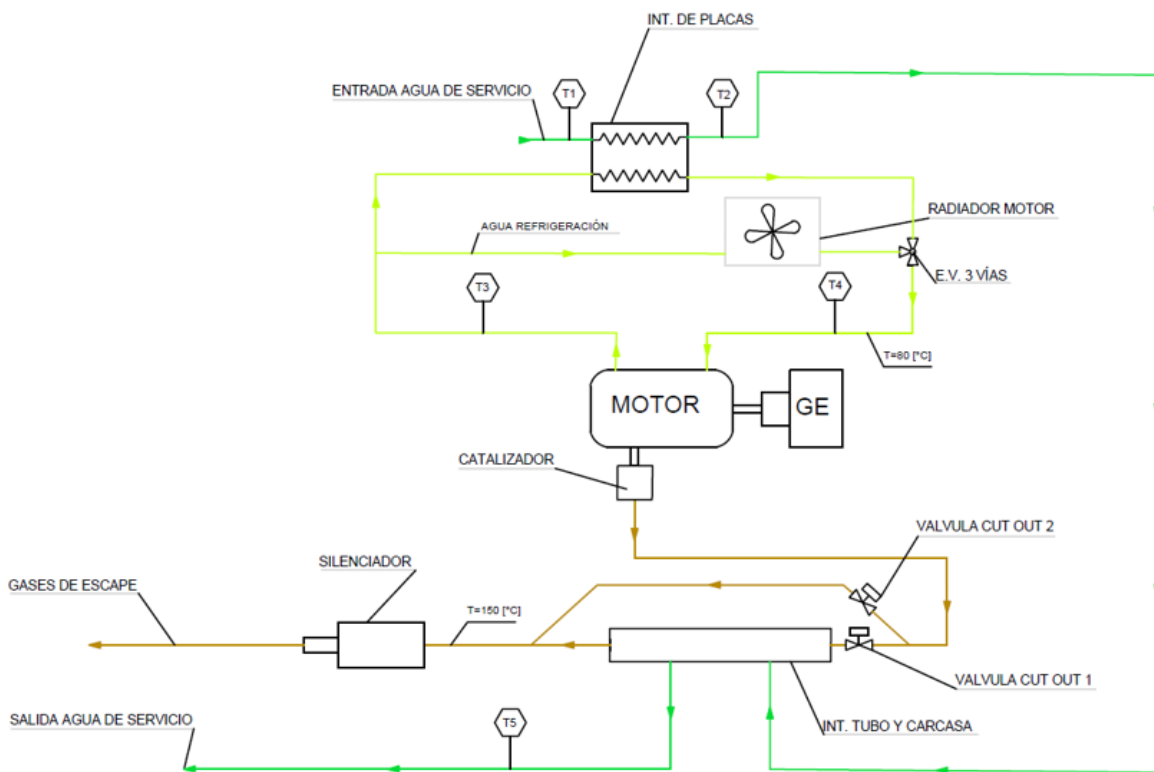 INT. DE PLACAS
ENTRADA AGUA DE SERVICIO
T1
T2
RADIADOR MOTOR
AGUA REFRIGERACIÓN
E.V. 3 VÍAS
T3
T4
T=80 [°C]
MOTOR
GE
CATALIZADOR
VALVULA CUT OUT 2
SILENCIADOR
GASES DE ESCAPE
T=150 [°C]
VALVULA CUT OUT 1
SALIDA AGUA DE SERVICIO
T5
INT. TUBO Y CARCASA